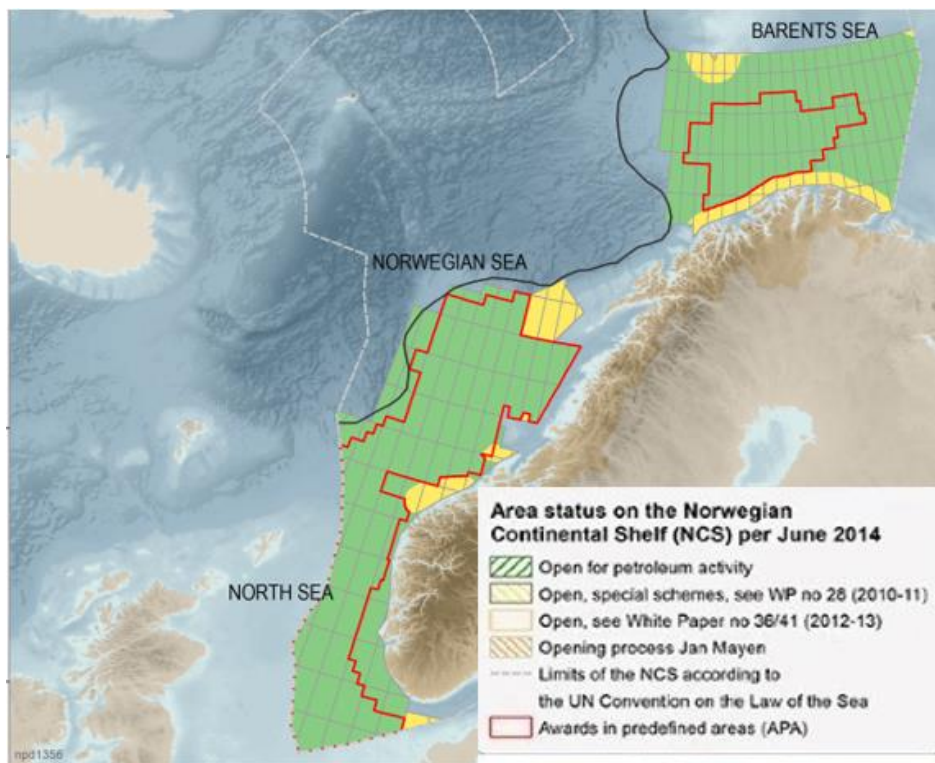 BARENTS SEA
NORWEGIAN SEA
NORTH SEA
Area status on the Norwegian
Continental Shelf (NCS) per June 2014
Open for petroleum activity
Open, special schemes, see WP no 28 (2010-11)
Open, see White Paper no 36/41 (2012-13)
Opening process Jan Mayen
Limits of the NCS according to
the UN Convention on the Law of the Sea
Awards in predefined areas (APA)
npd1356